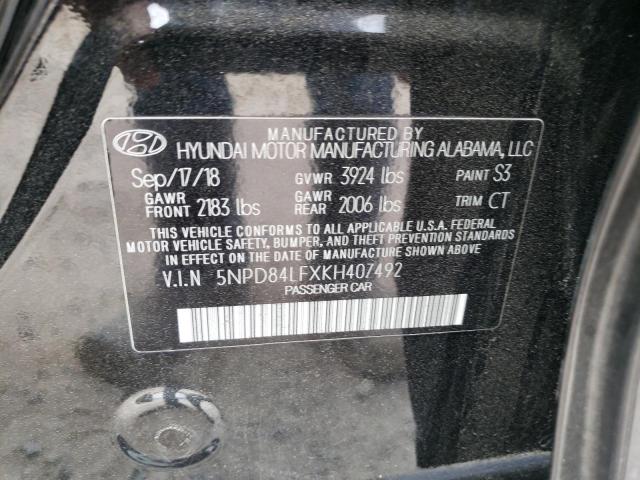 MANUFACTURED BY
HYUNDAI MOTOR MANUFACTURING ALABAMA, LLC
Sep/17/18 GVWR 3924 lbs PAINT S3
GAWR FRONT 2183 lbs GAWR REAR 2006 lbs TRIM CT
THIS VEHICLE CONFORMS TO ALL APPLICABLE U.S.A. FEDERAL
MOTOR VEHICLE SAFETY, BUMPER, AND THEFT PREVENTION STANDARDS
IN EFFECT ON THE DATE OF MANUFACTURE SHOWN ABOVE
V.I.N 5NPD84LFXKH407492
PASSENGER CAR